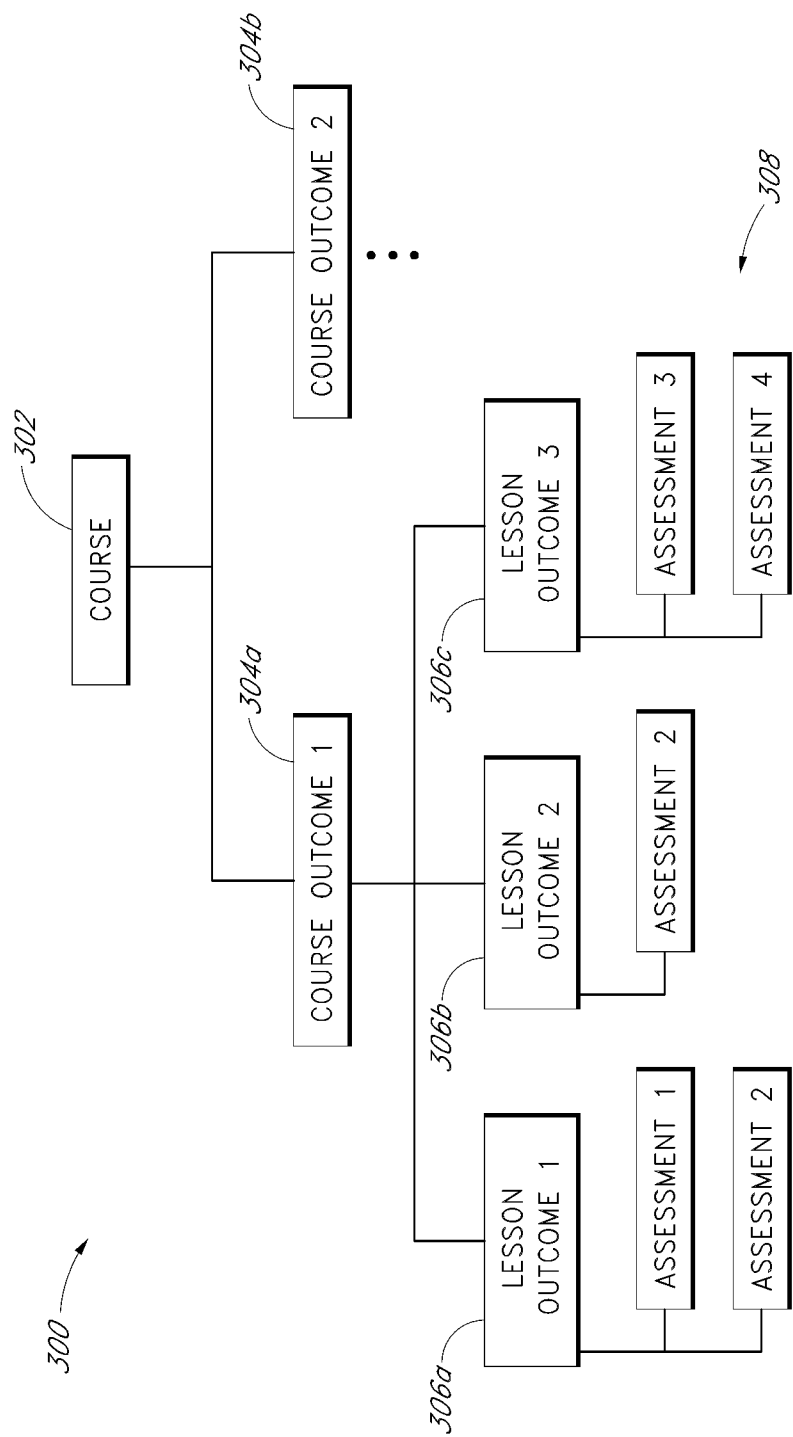 300
302
COURSE
304a
304b
COURSE OUTCOME 1
COURSE OUTCOME 2
306a
306b
306c
LESSON
OUTCOME 1
LESSON
OUTCOME 2
LESSON
OUTCOME 3
308
ASSESSMENT 1
ASSESSMENT 2
ASSESSMENT 3
ASSESSMENT 2
ASSESSMENT 4